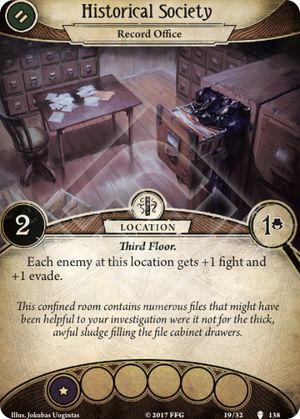 Historical Society
Record Office
2
LOCATION
1
Third Floor.
Each enemy at this location gets +1 fight and
+1 evade.
This confined room contains numerous files that might have
been helpful to your investigation were it not for the thick,
awful sludge filling the file cabinet drawers.
Illus. Jokubas Uogintas
© 2017 FFG
19/32
138